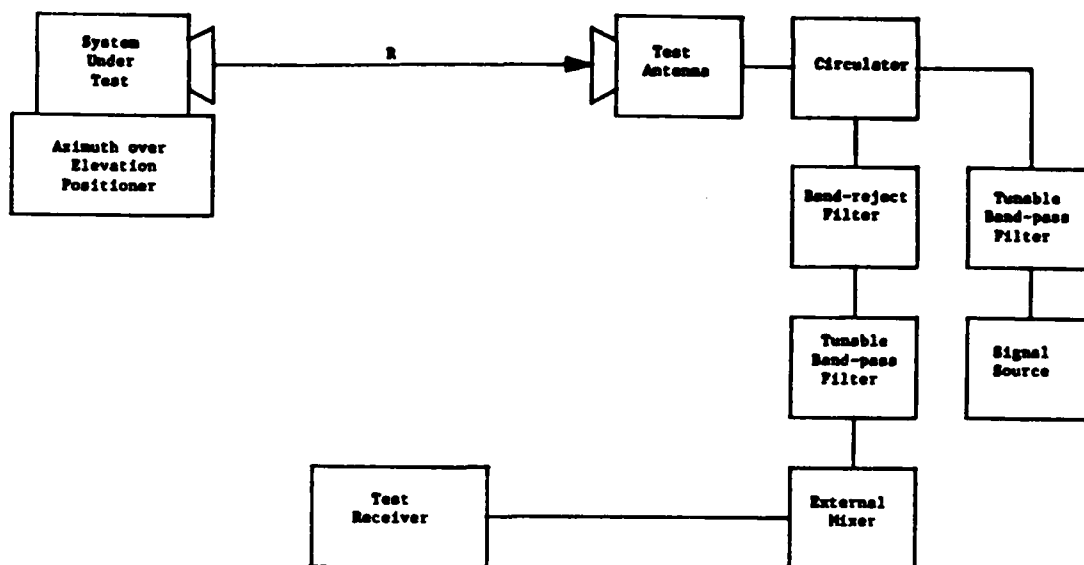 System
Under
Test
R
Test
Antenna
Circulator
Azimuth over
Elevation
Positioner
Band-reject
Filter
Tunable
Band-pass
Filter
Tunable
Band-pass
Filter
Signal
Source
Test
Receiver
External
Mixer